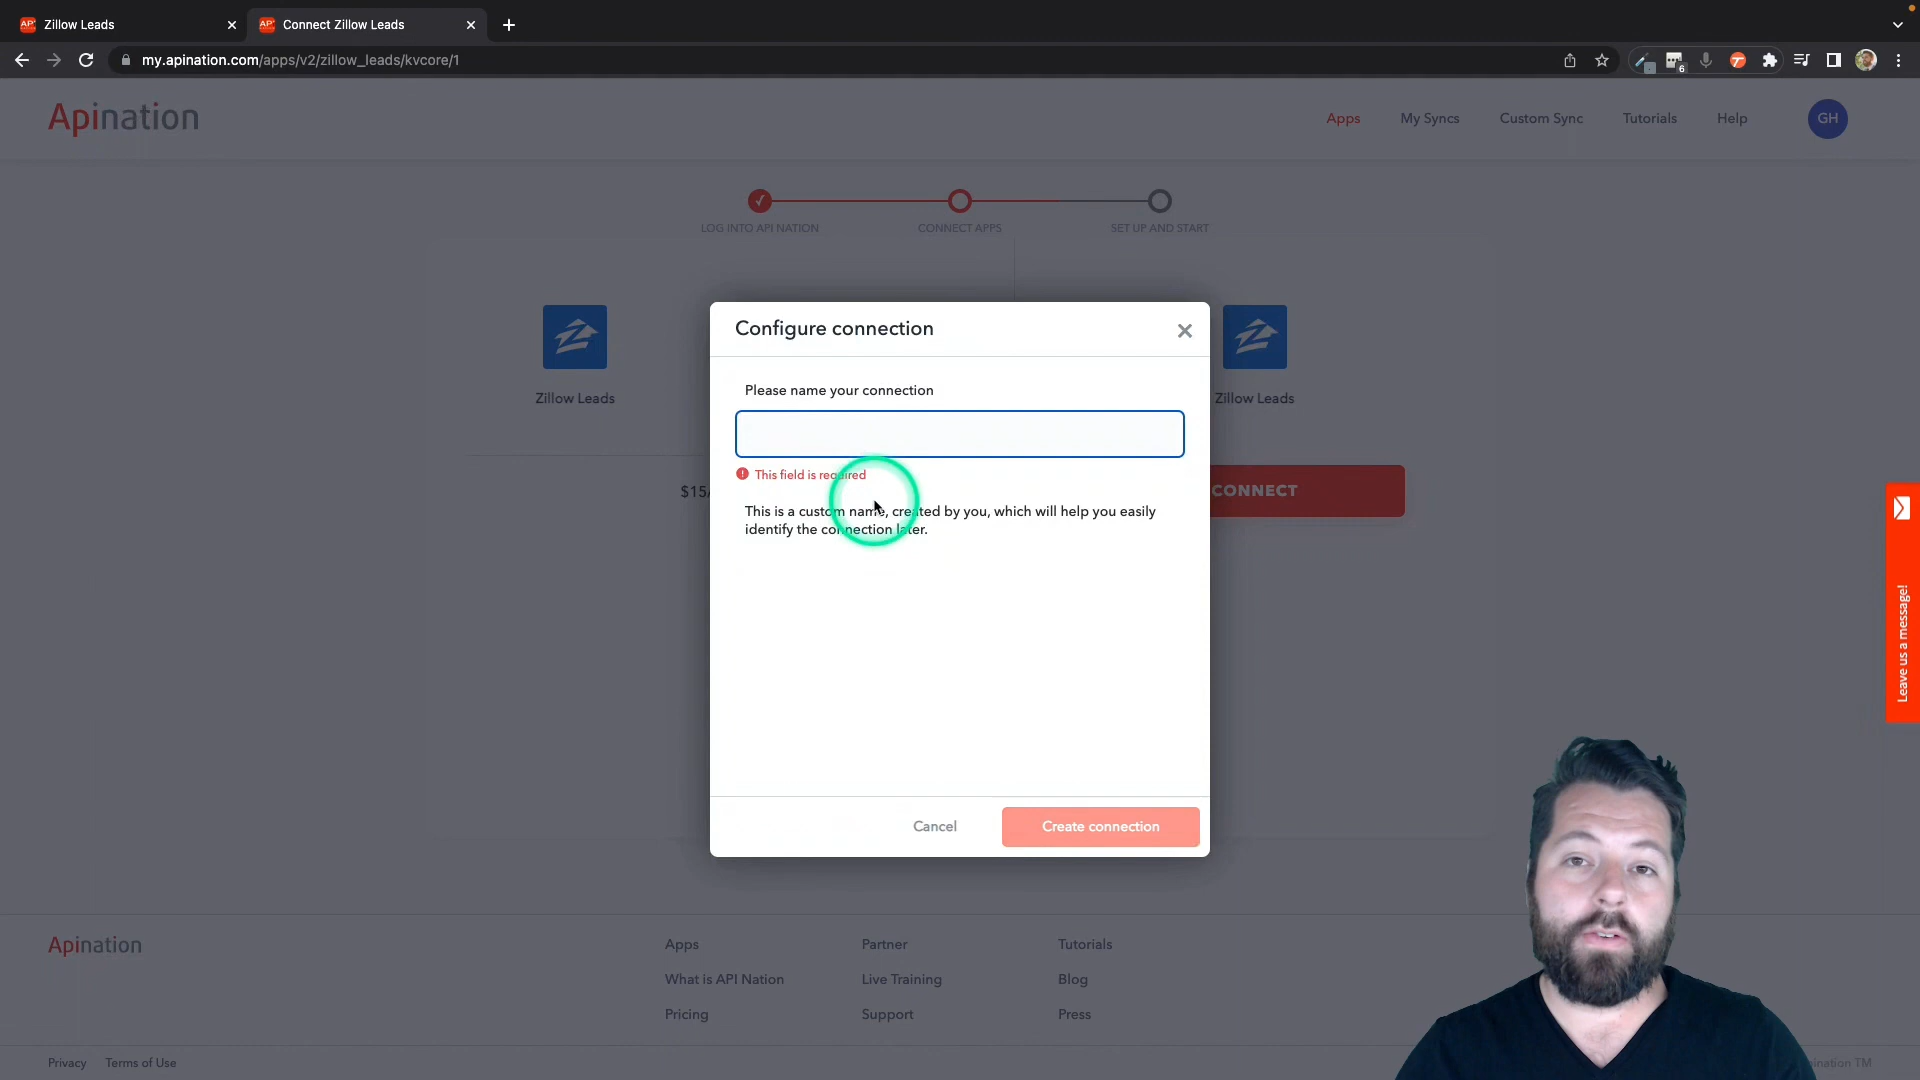 Zillow Leads
Connect Zillow Leads
my.apination.com/apps/v2/zillow_leads/kvcore/1
6
Apination
Apps
My Syncs
Custom Sync
Tutorials
Help
GH
LOG INTO API NATION
CONNECT APPS
SET UP AND START
Zillow Leads
Zillow Leads
$15/
CONNECT
Configure connection
Please name your connection
This field is required
This is a custom name, created by you, which will help you easily
identify the connection later.
Cancel
Create connection
Leave us a message!
Apination
Apps
Partner
Tutorials
What is API Nation
Live Training
Blog
Pricing
Support
Press
Privacy
Terms of Use
ination TM